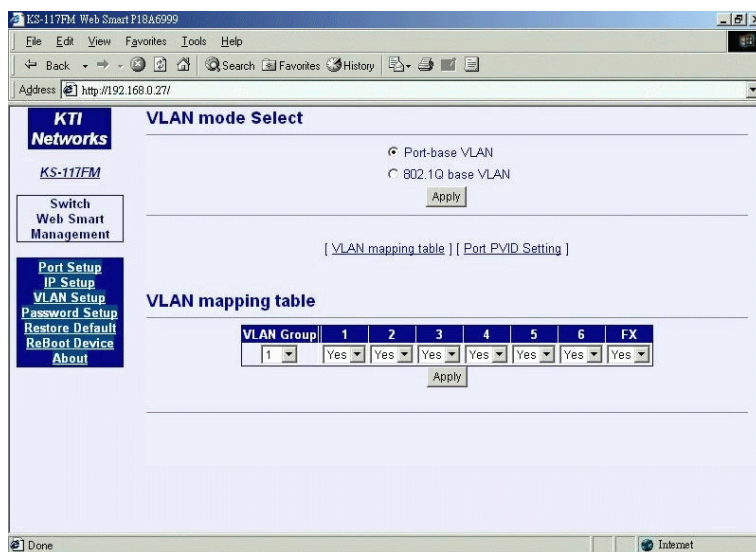 KS-117FM Web Smart P18A6999
File Edit View Favorites Tools Help
Back Search Favorites History
Address http://192.168.0.27/
KTI
Networks
KS-117FM
Switch
Web Smart
Management
Port Setup
IP Setup
VLAN Setup
Password Setup
Restore Default
ReBoot Device
About
VLAN mode Select
Port-base VLAN
802.1Q base VLAN
Apply
[ VLAN mapping table ] [ Port PVID Setting ]
VLAN mapping table
VLAN Group 1 2 3 4 5 6 FX
1 Yes Yes Yes Yes Yes Yes Yes
Apply
Done Internet